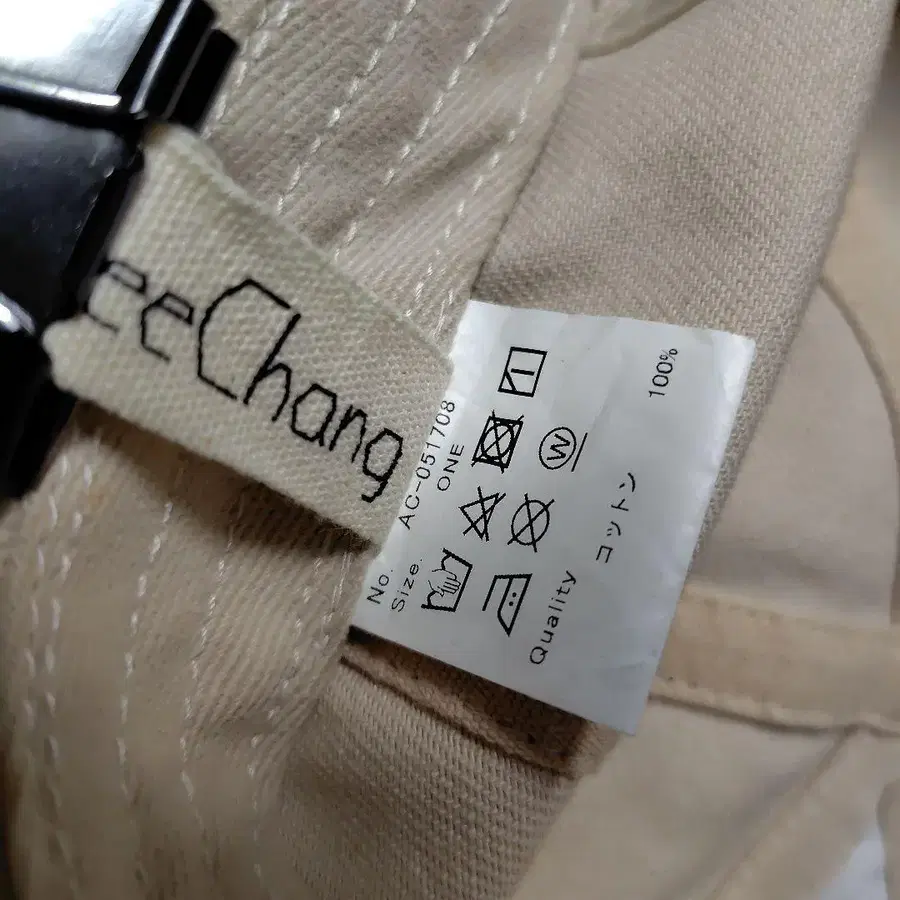 eeChang
No. AC-051708
Size. ONE
W
Quality
コットン 100%